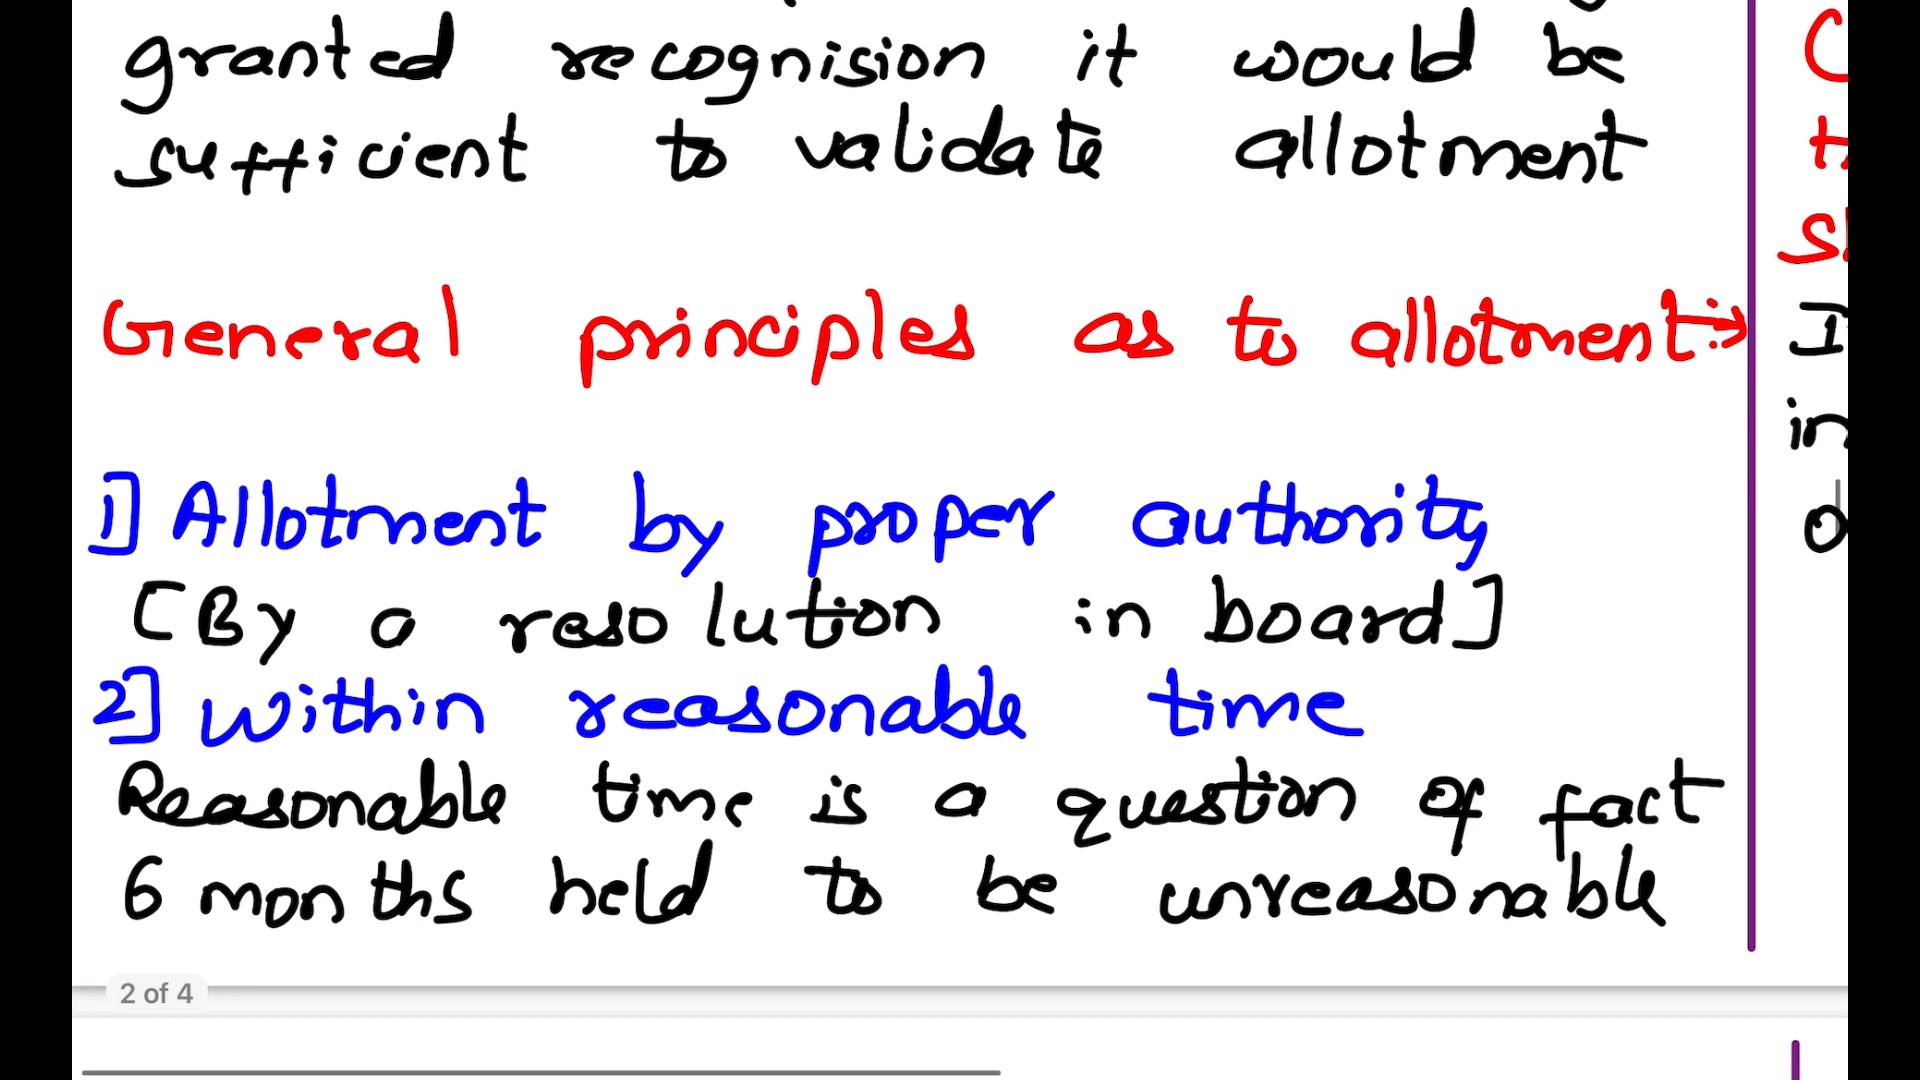 granted recognision it would be
sufficient to validate allotment
General principles as to allotment:→
1] Allotment by proper authority
[By a resolution in board]
2] Within reasonable time
Reasonable time is a question of fact
6 months held to be unreasonable
2 of 4
I
in